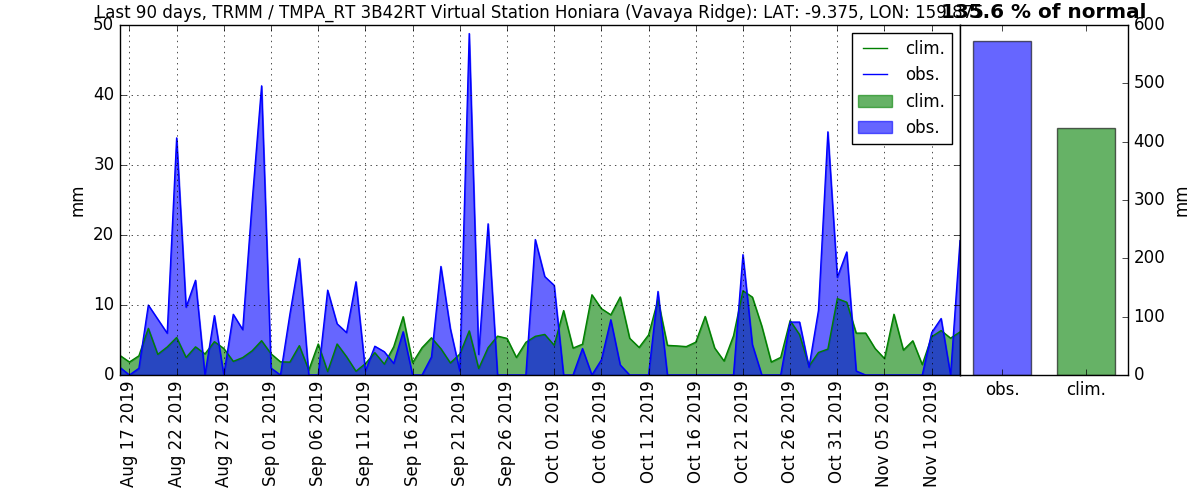 Last 90 days, TRMM / TMPA_RT 3B42RT Virtual Station Honiara (Vavaya Ridge): LAT: -9.375, LON:
135.6 % of normal
50
40
30
20
10
0
mm
clim.
obs.
clim.
obs.
600
500
400
300
200
100
0
mm
obs.
clim.
Aug 17 2019
Aug 22 2019
Aug 27 2019
Sep 01 2019
Sep 06 2019
Sep 11 2019
Sep 16 2019
Sep 21 2019
Sep 26 2019
Oct 01 2019
Oct 06 2019
Oct 11 2019
Oct 16 2019
Oct 21 2019
Oct 26 2019
Oct 31 2019
Nov 05 2019
Nov 10 2019